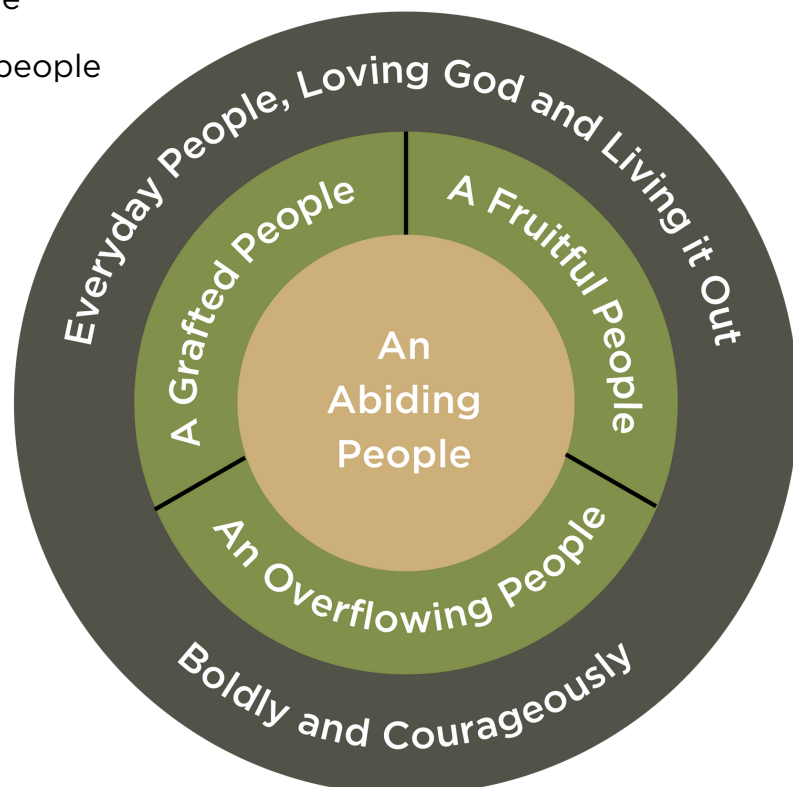 e
people
Everyday People, Loving God and Living it Out
A Grafted People
A Fruitful People
An
Abiding
People
An Overflowing People
Boldly and Courageously